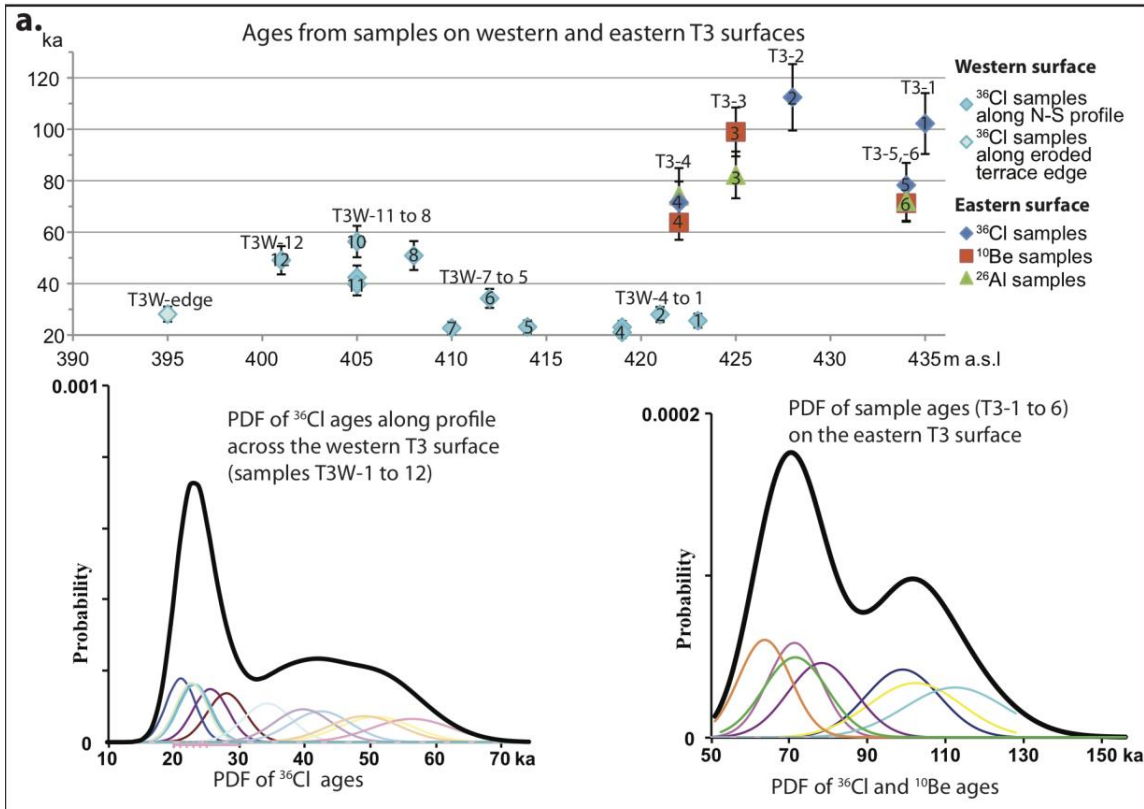 a.
ka
Ages from samples on western and eastern T3 surfaces
120
100
80
60
40
20
T3-2
T3-1
T3-3
T3-5,-6
T3-4
T3W-11 to 8
T3W-12
T3W-7 to 5
T3W-4 to 1
T3W-edge
2
1
3
3
5
6
4
4
10
12
8
11
6
7
5
4
2
1
390 395 400 405 410 415 420 425 430 435 m a.s.l
Western surface
³⁶Cl samples
along N-S profile
³⁶Cl samples
along eroded
terrace edge
Eastern surface
³⁶Cl samples
¹⁰Be samples
²⁶Al samples
0.001
PDF of ³⁶Cl ages along profile
across the western T3 surface
(samples T3W-1 to 12)
Probability
0
10 20 30 40 50 60 70 ka
PDF of ³⁶Cl ages
0.0002
PDF of sample ages (T3-1 to 6)
on the eastern T3 surface
Probability
0
50 70 90 110 130 150 ka
PDF of ³⁶Cl and ¹⁰Be ages